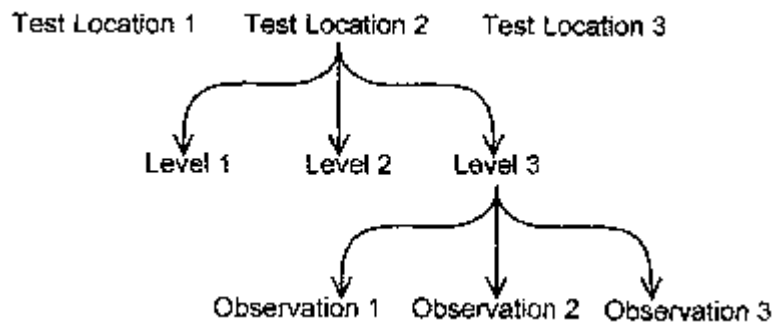 Test Location 1 Test Location 2 Test Location 3
Level 1 Level 2 Level 3
Observation 1 Observation 2 Observation 3